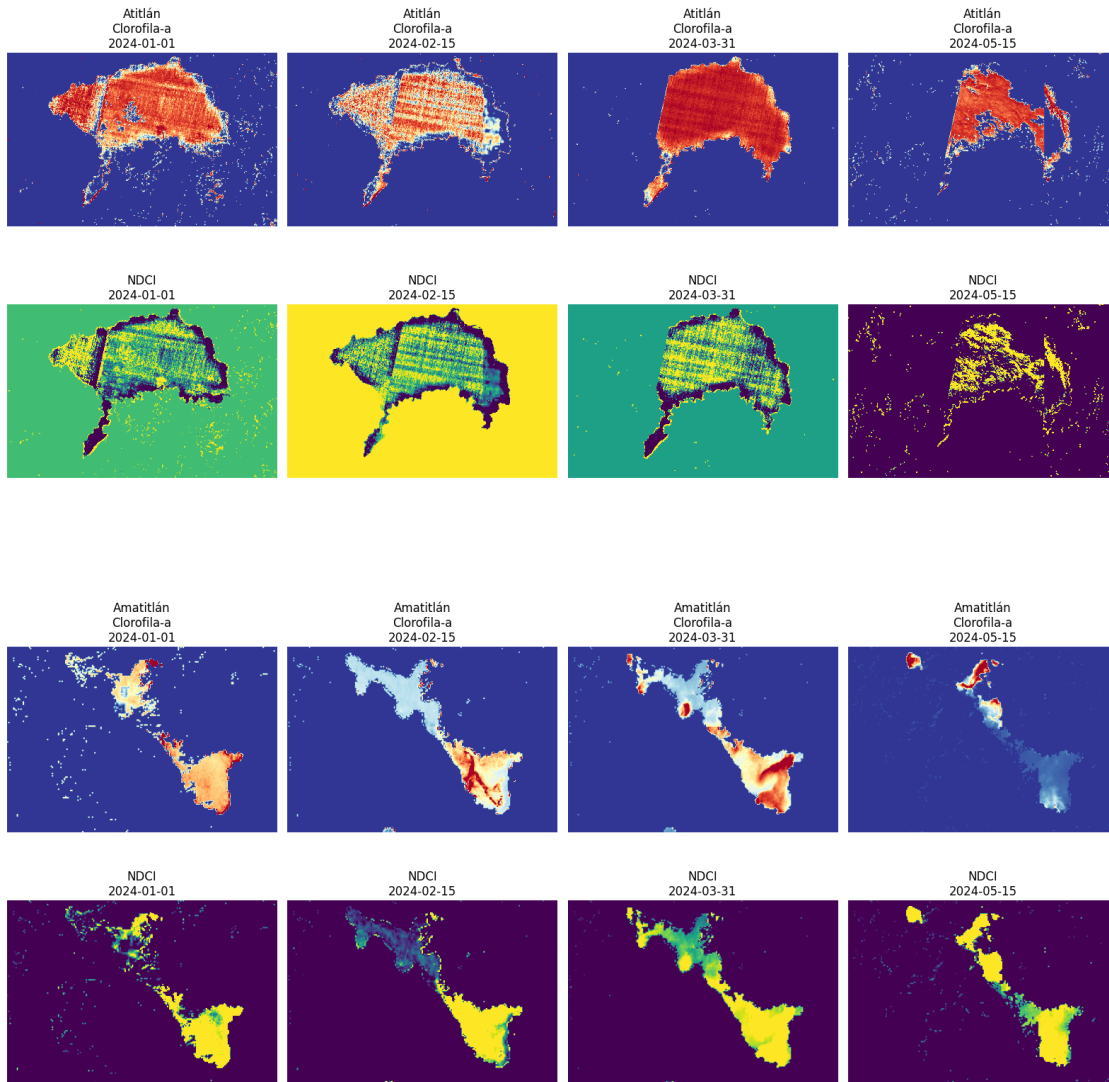 Atitlán
Clorofila-a
2024-01-01
Atitlán
Clorofila-a
2024-02-15
Atitlán
Clorofila-a
2024-03-31
Atitlán
Clorofila-a
2024-05-15
NDCI
2024-01-01
NDCI
2024-02-15
NDCI
2024-03-31
NDCI
2024-05-15
Amatitlán
Clorofila-a
2024-01-01
Amatitlán
Clorofila-a
2024-02-15
Amatitlán
Clorofila-a
2024-03-31
Amatitlán
Clorofila-a
2024-05-15
NDCI
2024-01-01
NDCI
2024-02-15
NDCI
2024-03-31
NDCI
2024-05-15